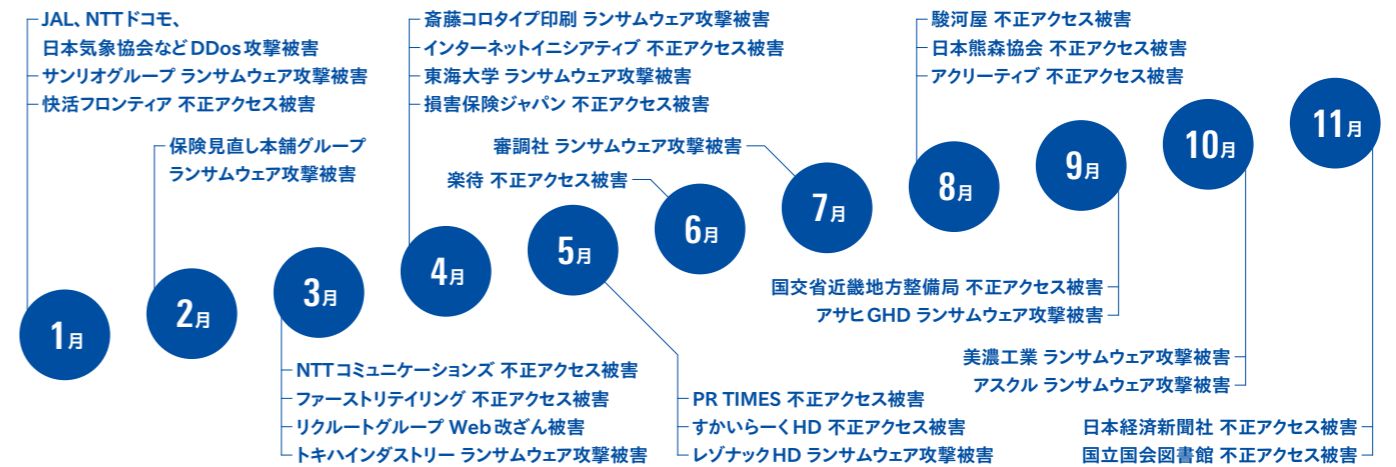 JAL、NTTドコモ、
日本気象協会などDDos攻撃被害
サンリオグループ ランサムウェア攻撃被害
快活フロンティア 不正アクセス被害
1月
保険見直し本舗グループ
ランサムウェア攻撃被害
2月
3月
NTTコミュニケーションズ 不正アクセス被害
ファーストリテイリング 不正アクセス被害
リクルートグループ Web改ざん被害
トキハインダストリー ランサムウェア攻撃被害
斎藤コロタイプ印刷 ランサムウェア攻撃被害
インターネットイニシアティブ 不正アクセス被害
東海大学 ランサムウェア攻撃被害
損害保険ジャパン 不正アクセス被害
4月
5月
PR TIMES 不正アクセス被害
すかいらーくHD 不正アクセス被害
レゾナックHD ランサムウェア攻撃被害
楽待 不正アクセス被害
6月
審調社 ランサムウェア攻撃被害
7月
駿河屋 不正アクセス被害
日本熊森協会 不正アクセス被害
アクリーティブ 不正アクセス被害
8月
9月
国交省近畿地方整備局 不正アクセス被害
アサヒGHD ランサムウェア攻撃被害
10月
美濃工業 ランサムウェア攻撃被害
アスクル ランサムウェア攻撃被害
11月
日本経済新聞社 不正アクセス被害
国立国会図書館 不正アクセス被害